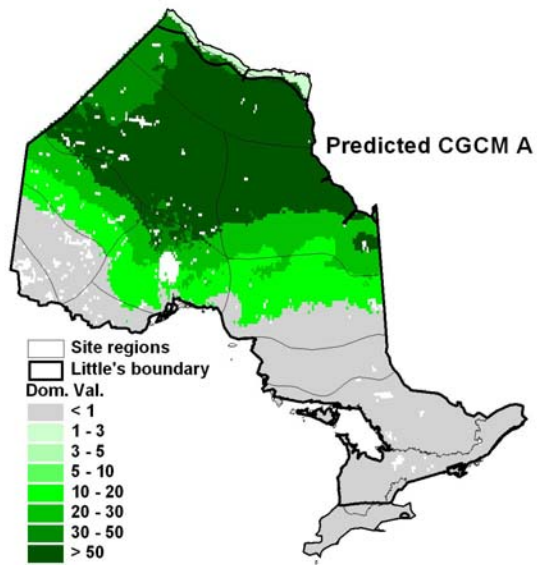 Predicted CGCM A
Site regions
Little's boundary
Dom. Val.
< 1
1 - 3
3 - 5
5 - 10
10 - 20
20 - 30
30 - 50
> 50